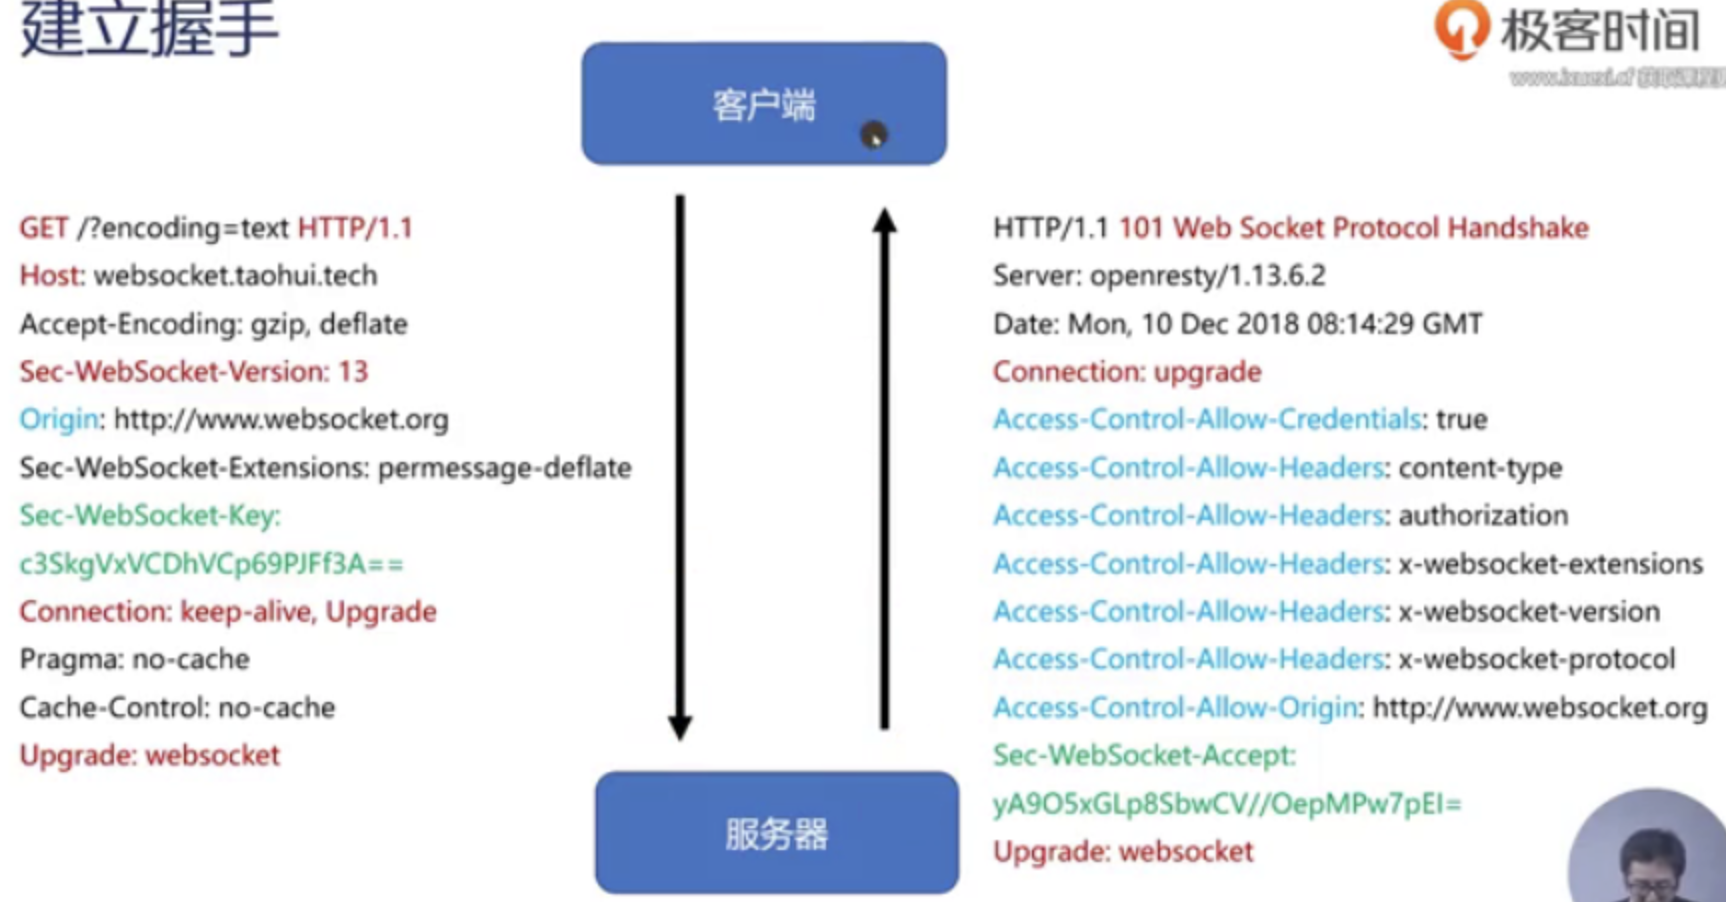 建立握手
极客时间
客户端
GET /?encoding=text HTTP/1.1
Host: websocket.taohui.tech
Accept-Encoding: gzip, deflate
Sec-WebSocket-Version: 13
Origin: http://www.websocket.org
Sec-WebSocket-Extensions: permessage-deflate
Sec-WebSocket-Key:
c3SkgVxVCDhVCp69PJFf3A==
Connection: keep-alive, Upgrade
Pragma: no-cache
Cache-Control: no-cache
Upgrade: websocket
HTTP/1.1 101 Web Socket Protocol Handshake
Server: openresty/1.13.6.2
Date: Mon, 10 Dec 2018 08:14:29 GMT
Connection: upgrade
Access-Control-Allow-Credentials: true
Access-Control-Allow-Headers: content-type
Access-Control-Allow-Headers: authorization
Access-Control-Allow-Headers: x-websocket-extensions
Access-Control-Allow-Headers: x-websocket-version
Access-Control-Allow-Headers: x-websocket-protocol
Access-Control-Allow-Origin: http://www.websocket.org
Sec-WebSocket-Accept:
yA9O5xGLp8SbwCV//OepMPw7pEI=
Upgrade: websocket
服务器